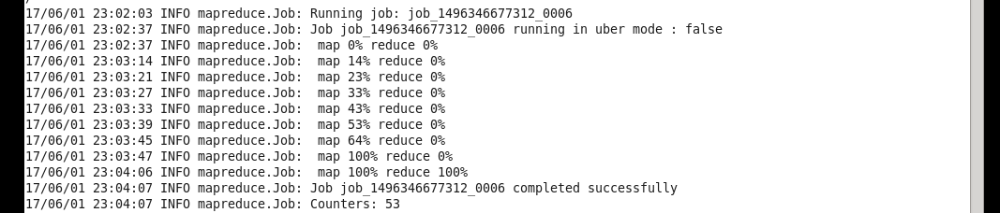 17/06/01 23:02:03 INFO mapreduce.Job: Running job: job_1496346677312_0006
17/06/01 23:02:37 INFO mapreduce.Job: Job job_1496346677312_0006 running in uber mode : false
17/06/01 23:02:37 INFO mapreduce.Job:  map 0% reduce 0%
17/06/01 23:03:14 INFO mapreduce.Job:  map 14% reduce 0%
17/06/01 23:03:21 INFO mapreduce.Job:  map 23% reduce 0%
17/06/01 23:03:27 INFO mapreduce.Job:  map 33% reduce 0%
17/06/01 23:03:33 INFO mapreduce.Job:  map 43% reduce 0%
17/06/01 23:03:39 INFO mapreduce.Job:  map 53% reduce 0%
17/06/01 23:03:45 INFO mapreduce.Job:  map 64% reduce 0%
17/06/01 23:03:47 INFO mapreduce.Job:  map 100% reduce 0%
17/06/01 23:04:06 INFO mapreduce.Job:  map 100% reduce 100%
17/06/01 23:04:07 INFO mapreduce.Job: Job job_1496346677312_0006 completed successfully
17/06/01 23:04:07 INFO mapreduce.Job: Counters: 53